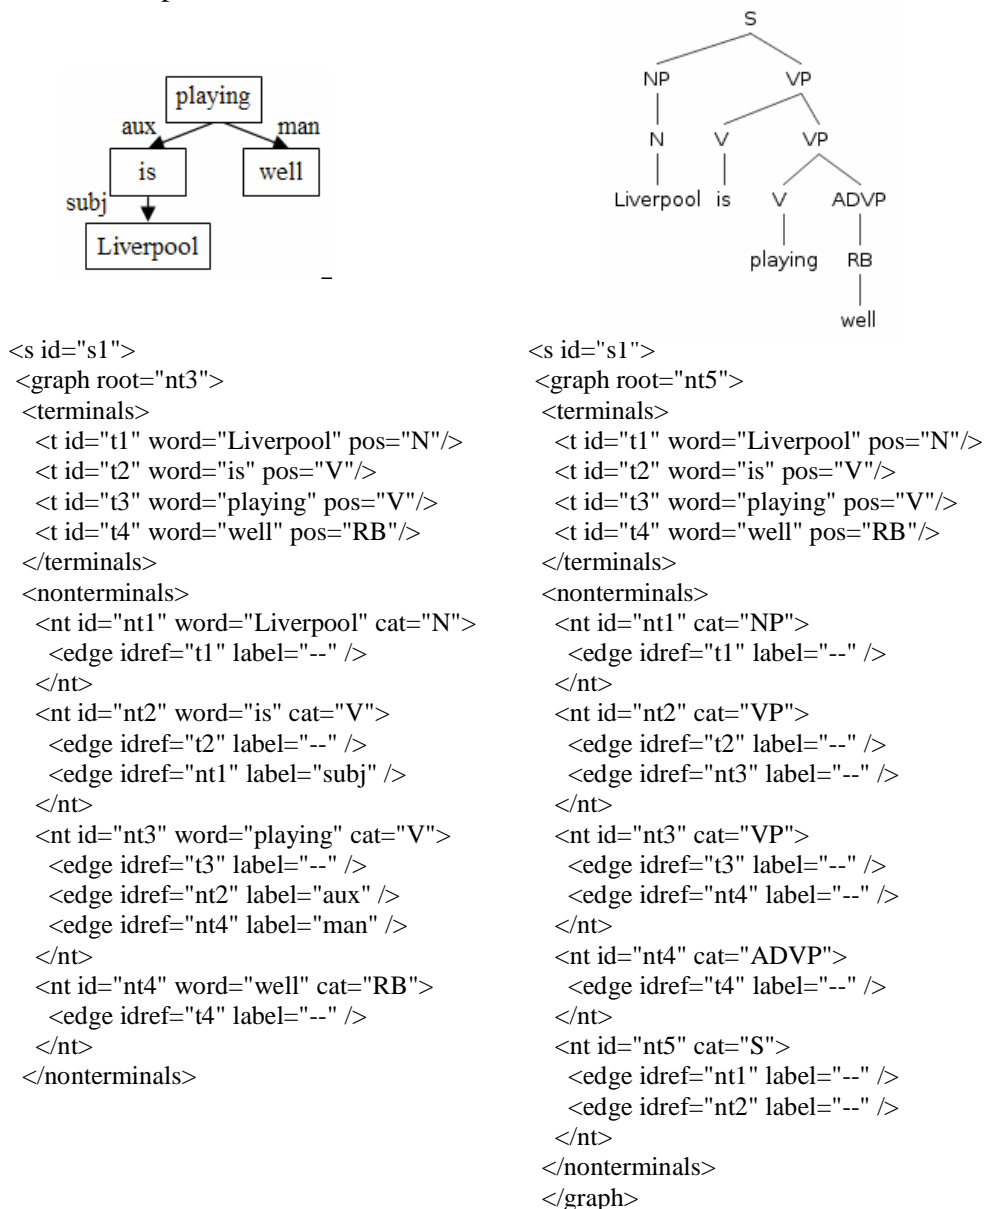 playing
aux man
is well
subj
Liverpool
S
NP VP
N V VP
Liverpool is V ADVP
playing RB
well
<s id="s1">
<graph root="nt3">
<terminals>
<t id="t1" word="Liverpool" pos="N"/>
<t id="t2" word="is" pos="V"/>
<t id="t3" word="playing" pos="V"/>
<t id="t4" word="well" pos="RB"/>
</terminals>
<nonterminals>
<nt id="nt1" word="Liverpool" cat="N">
<edge idref="t1" label="--" />
</nt>
<nt id="nt2" word="is" cat="V">
<edge idref="t2" label="--" />
<edge idref="nt1" label="subj" />
</nt>
<nt id="nt3" word="playing" cat="V">
<edge idref="t3" label="--" />
<edge idref="nt2" label="aux" />
<edge idref="nt4" label="man" />
</nt>
<nt id="nt4" word="well" cat="RB">
<edge idref="t4" label="--" />
</nt>
</nonterminals>
<s id="s1">
<graph root="nt5">
<terminals>
<t id="t1" word="Liverpool" pos="N"/>
<t id="t2" word="is" pos="V"/>
<t id="t3" word="playing" pos="V"/>
<t id="t4" word="well" pos="RB"/>
</terminals>
<nonterminals>
<nt id="nt1" cat="NP">
<edge idref="t1" label="--" />
</nt>
<nt id="nt2" cat="VP">
<edge idref="t2" label="--" />
<edge idref="nt3" label="--" />
</nt>
<nt id="nt3" cat="VP">
<edge idref="t3" label="--" />
<edge idref="nt4" label="--" />
</nt>
<nt id="nt4" cat="ADVP">
<edge idref="t4" label="--" />
</nt>
<nt id="nt5" cat="S">
<edge idref="nt1" label="--" />
<edge idref="nt2" label="--" />
</nt>
</nonterminals>
</graph>